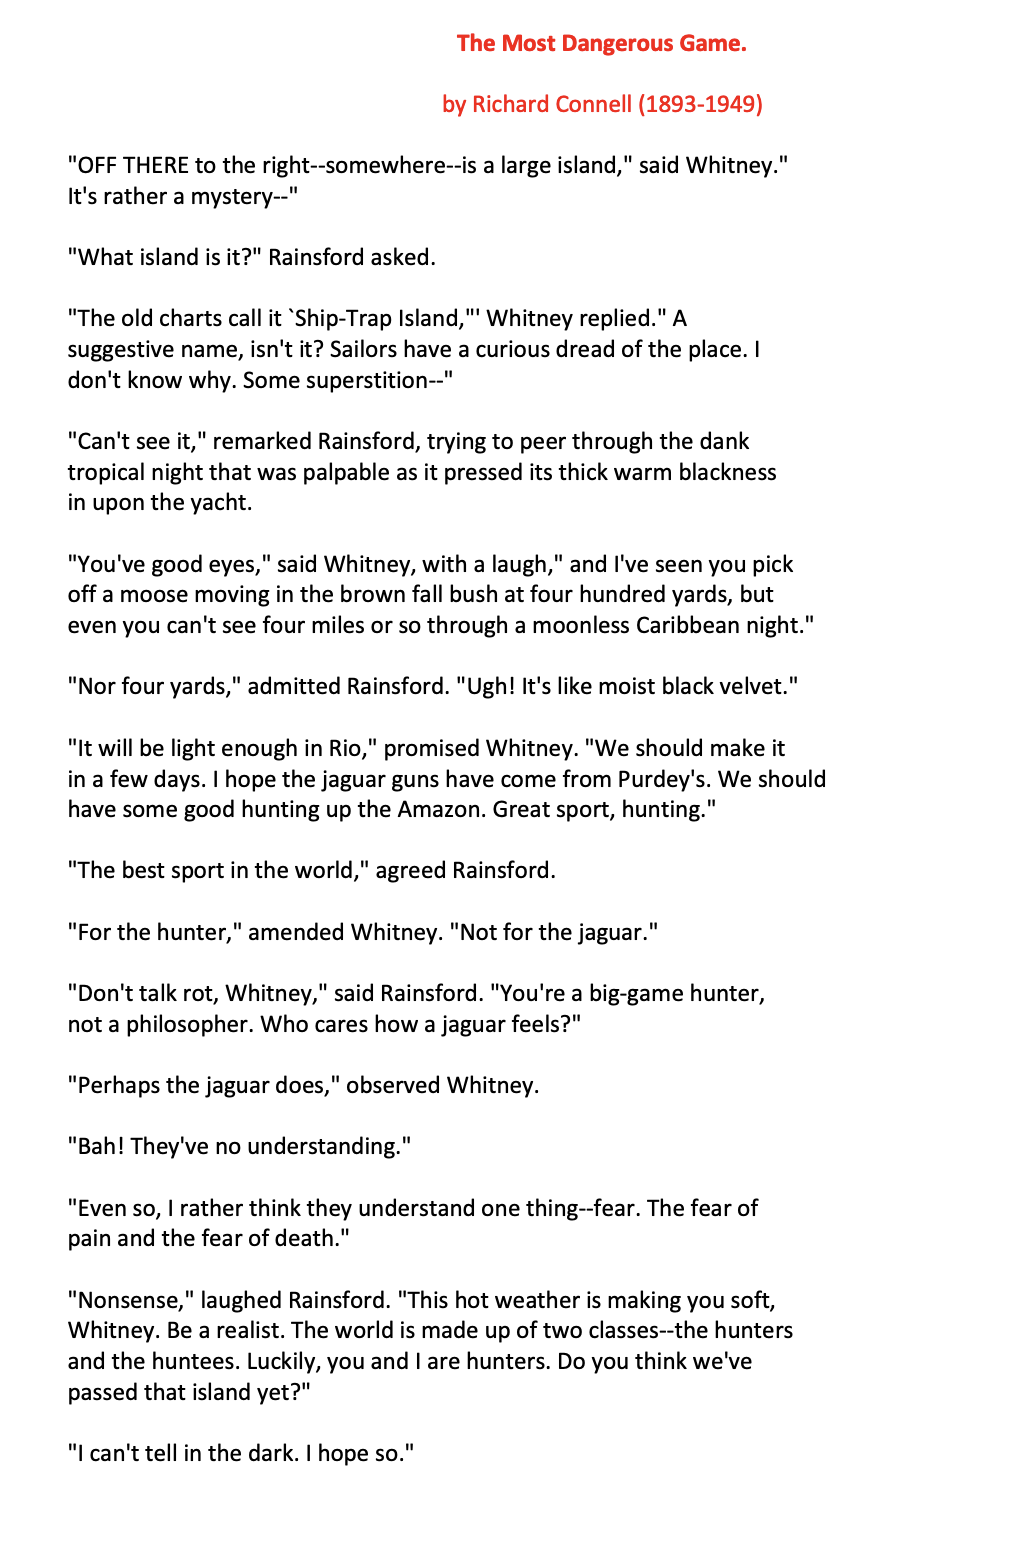 The Most Dangerous Game.
by Richard Connell (1893-1949)
"OFF THERE to the right--somewhere--is a large island," said Whitney."
It's rather a mystery--"
"What island is it?" Rainsford asked.
"The old charts call it `Ship-Trap Island,"' Whitney replied." A
suggestive name, isn't it? Sailors have a curious dread of the place. I
don't know why. Some superstition--"
"Can't see it," remarked Rainsford, trying to peer through the dank
tropical night that was palpable as it pressed its thick warm blackness
in upon the yacht.
"You've good eyes," said Whitney, with a laugh," and I've seen you pick
off a moose moving in the brown fall bush at four hundred yards, but
even you can't see four miles or so through a moonless Caribbean night."
"Nor four yards," admitted Rainsford. "Ugh! It's like moist black velvet."
"It will be light enough in Rio," promised Whitney. "We should make it
in a few days. I hope the jaguar guns have come from Purdey's. We should
have some good hunting up the Amazon. Great sport, hunting."
"The best sport in the world," agreed Rainsford.
"For the hunter," amended Whitney. "Not for the jaguar."
"Don't talk rot, Whitney," said Rainsford. "You're a big-game hunter,
not a philosopher. Who cares how a jaguar feels?"
"Perhaps the jaguar does," observed Whitney.
"Bah! They've no understanding."
"Even so, I rather think they understand one thing--fear. The fear of
pain and the fear of death."
"Nonsense," laughed Rainsford. "This hot weather is making you soft,
Whitney. Be a realist. The world is made up of two classes--the hunters
and the huntees. Luckily, you and I are hunters. Do you think we've
passed that island yet?"
"I can't tell in the dark. I hope so."